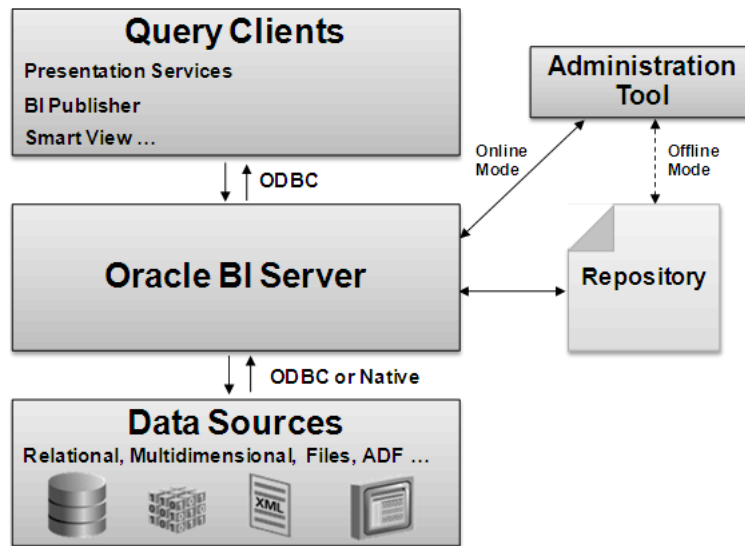 Query Clients
Presentation Services
BI Publisher
Smart View ...
Administration
Tool
Online
Mode
Offline
Mode
ODBC
Oracle BI Server
Repository
ODBC or Native
Data Sources
Relational, Multidimensional, Files, ADF ...
XML